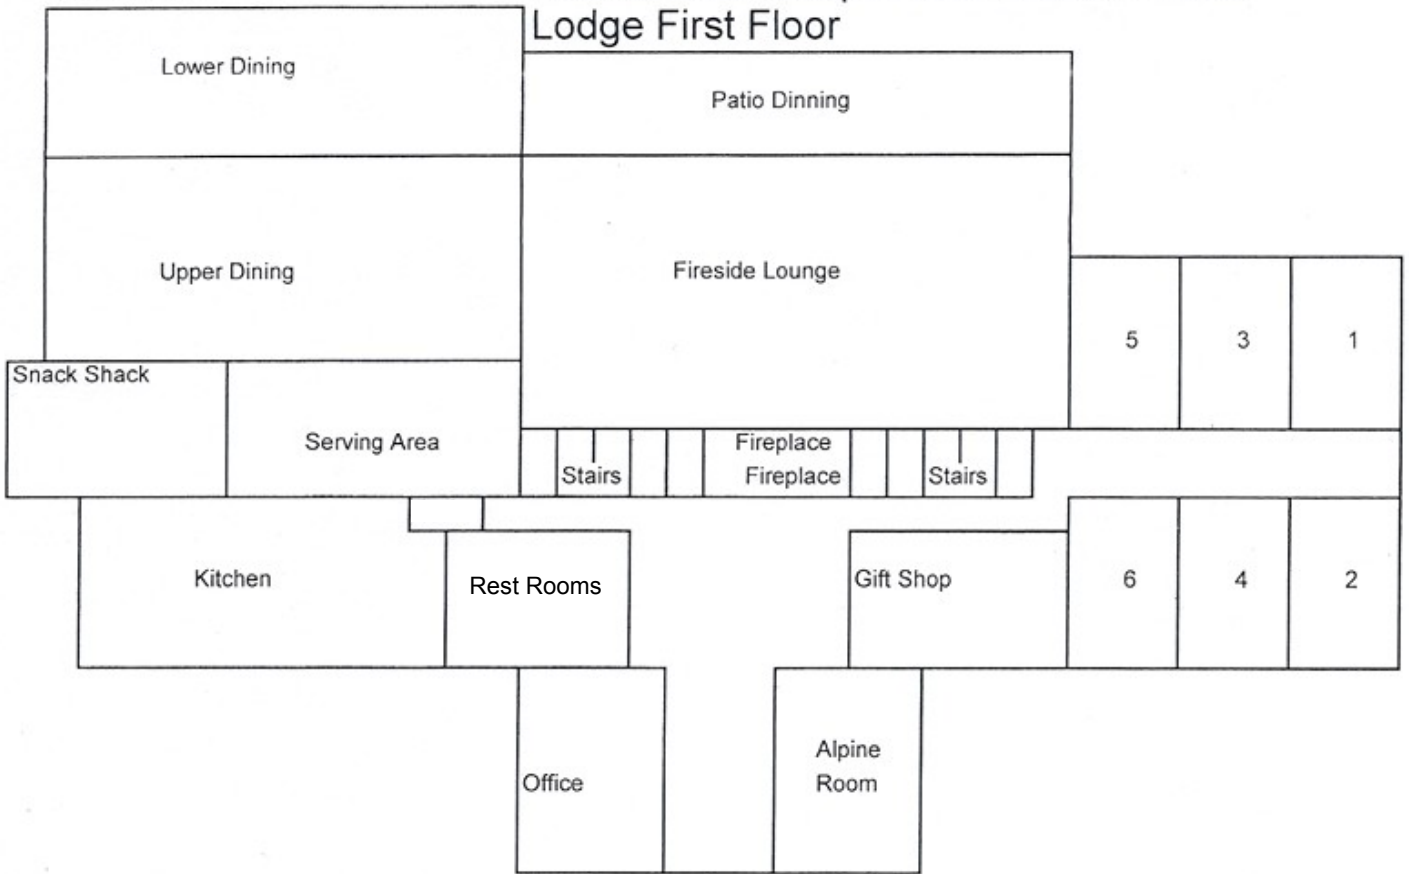 Lodge First Floor
Lower Dining
Patio Dinning
Upper Dining
Fireside Lounge
5
3
1
Snack Shack
Serving Area
Stairs
Fireplace
Fireplace
Stairs
Kitchen
Rest Rooms
Gift Shop
6
4
2
Office
Alpine
Room